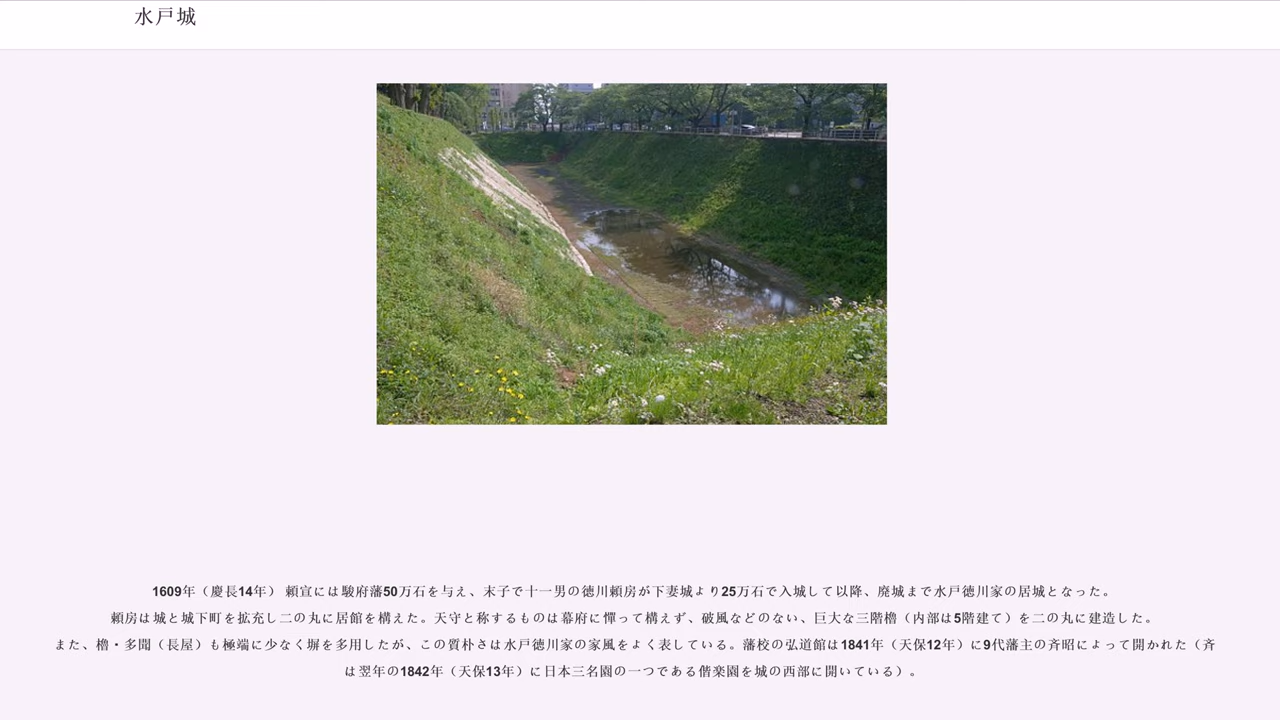 水戸城
1609年（慶長14年） 頼宣には駿府藩50万石を与え、末子で十一男の徳川頼房が下妻城より25万石で入城して以降、廃城まで水戸徳川家の居城となった。
頼房は城と城下町を拡充し二の丸に居館を構えた。天守と称するものは幕府に憚って構えず、破風などのない、巨大な三階櫓（内部は5階建て）を二の丸に建造した。
また、櫓・多聞（長屋）も極端に少なく塀を多用したが、この質朴さは水戸徳川家の家風をよく表している。藩校の弘道館は1841年（天保12年）に9代藩主の斉昭によって開かれた（斉
は翌年の1842年（天保13年）に日本三名園の一つである偕楽園を城の西部に開いている）。